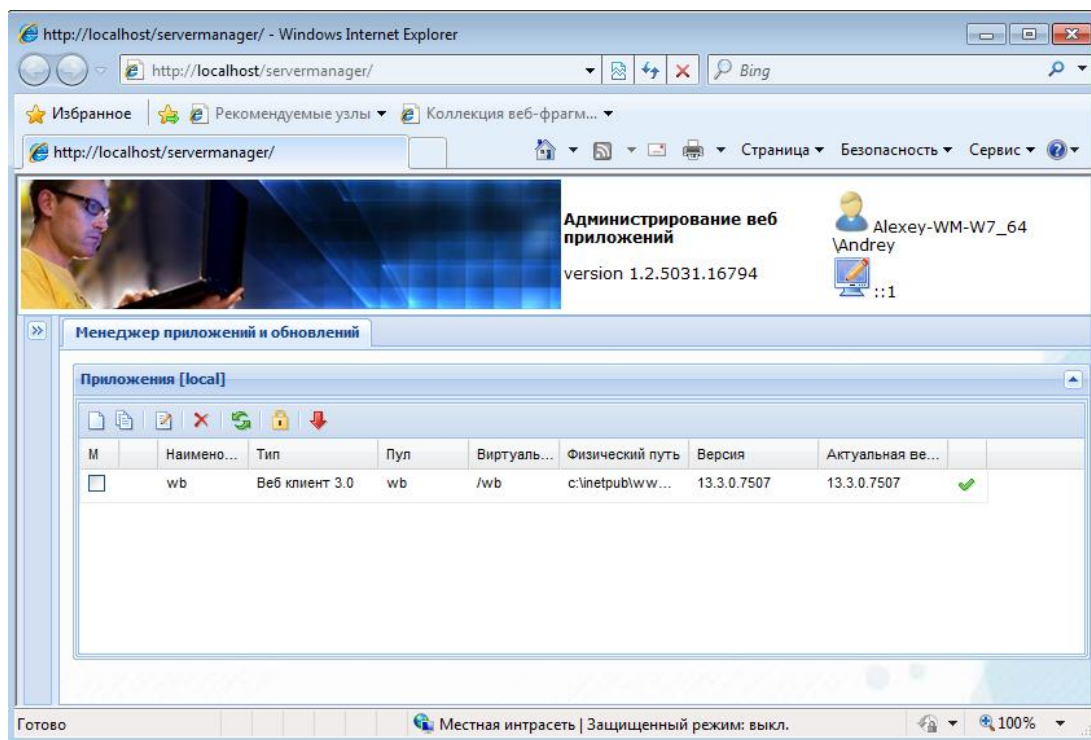 http://localhost/servermanager/ - Windows Internet Explorer
http://localhost/servermanager/
Bing
Избранное
Рекомендуемые узлы
Коллекция веб-фрагм...
http://localhost/servermanager/
Страница
Безопасность
Сервис
Администрирование веб
приложений
version 1.2.5031.16794
Alexey-WM-W7_64
\Andrey
::1
Менеджер приложений и обновлений
Приложения [local]
М Наимено... Тип Пул Виртуаль... Физический путь Версия Актуальная ве...
wb Веб клиент 3.0 wb /wb c:\inetpub\ww... 13.3.0.7507 13.3.0.7507
Готово
Местная интрасеть | Защищенный режим: выкл.
100%